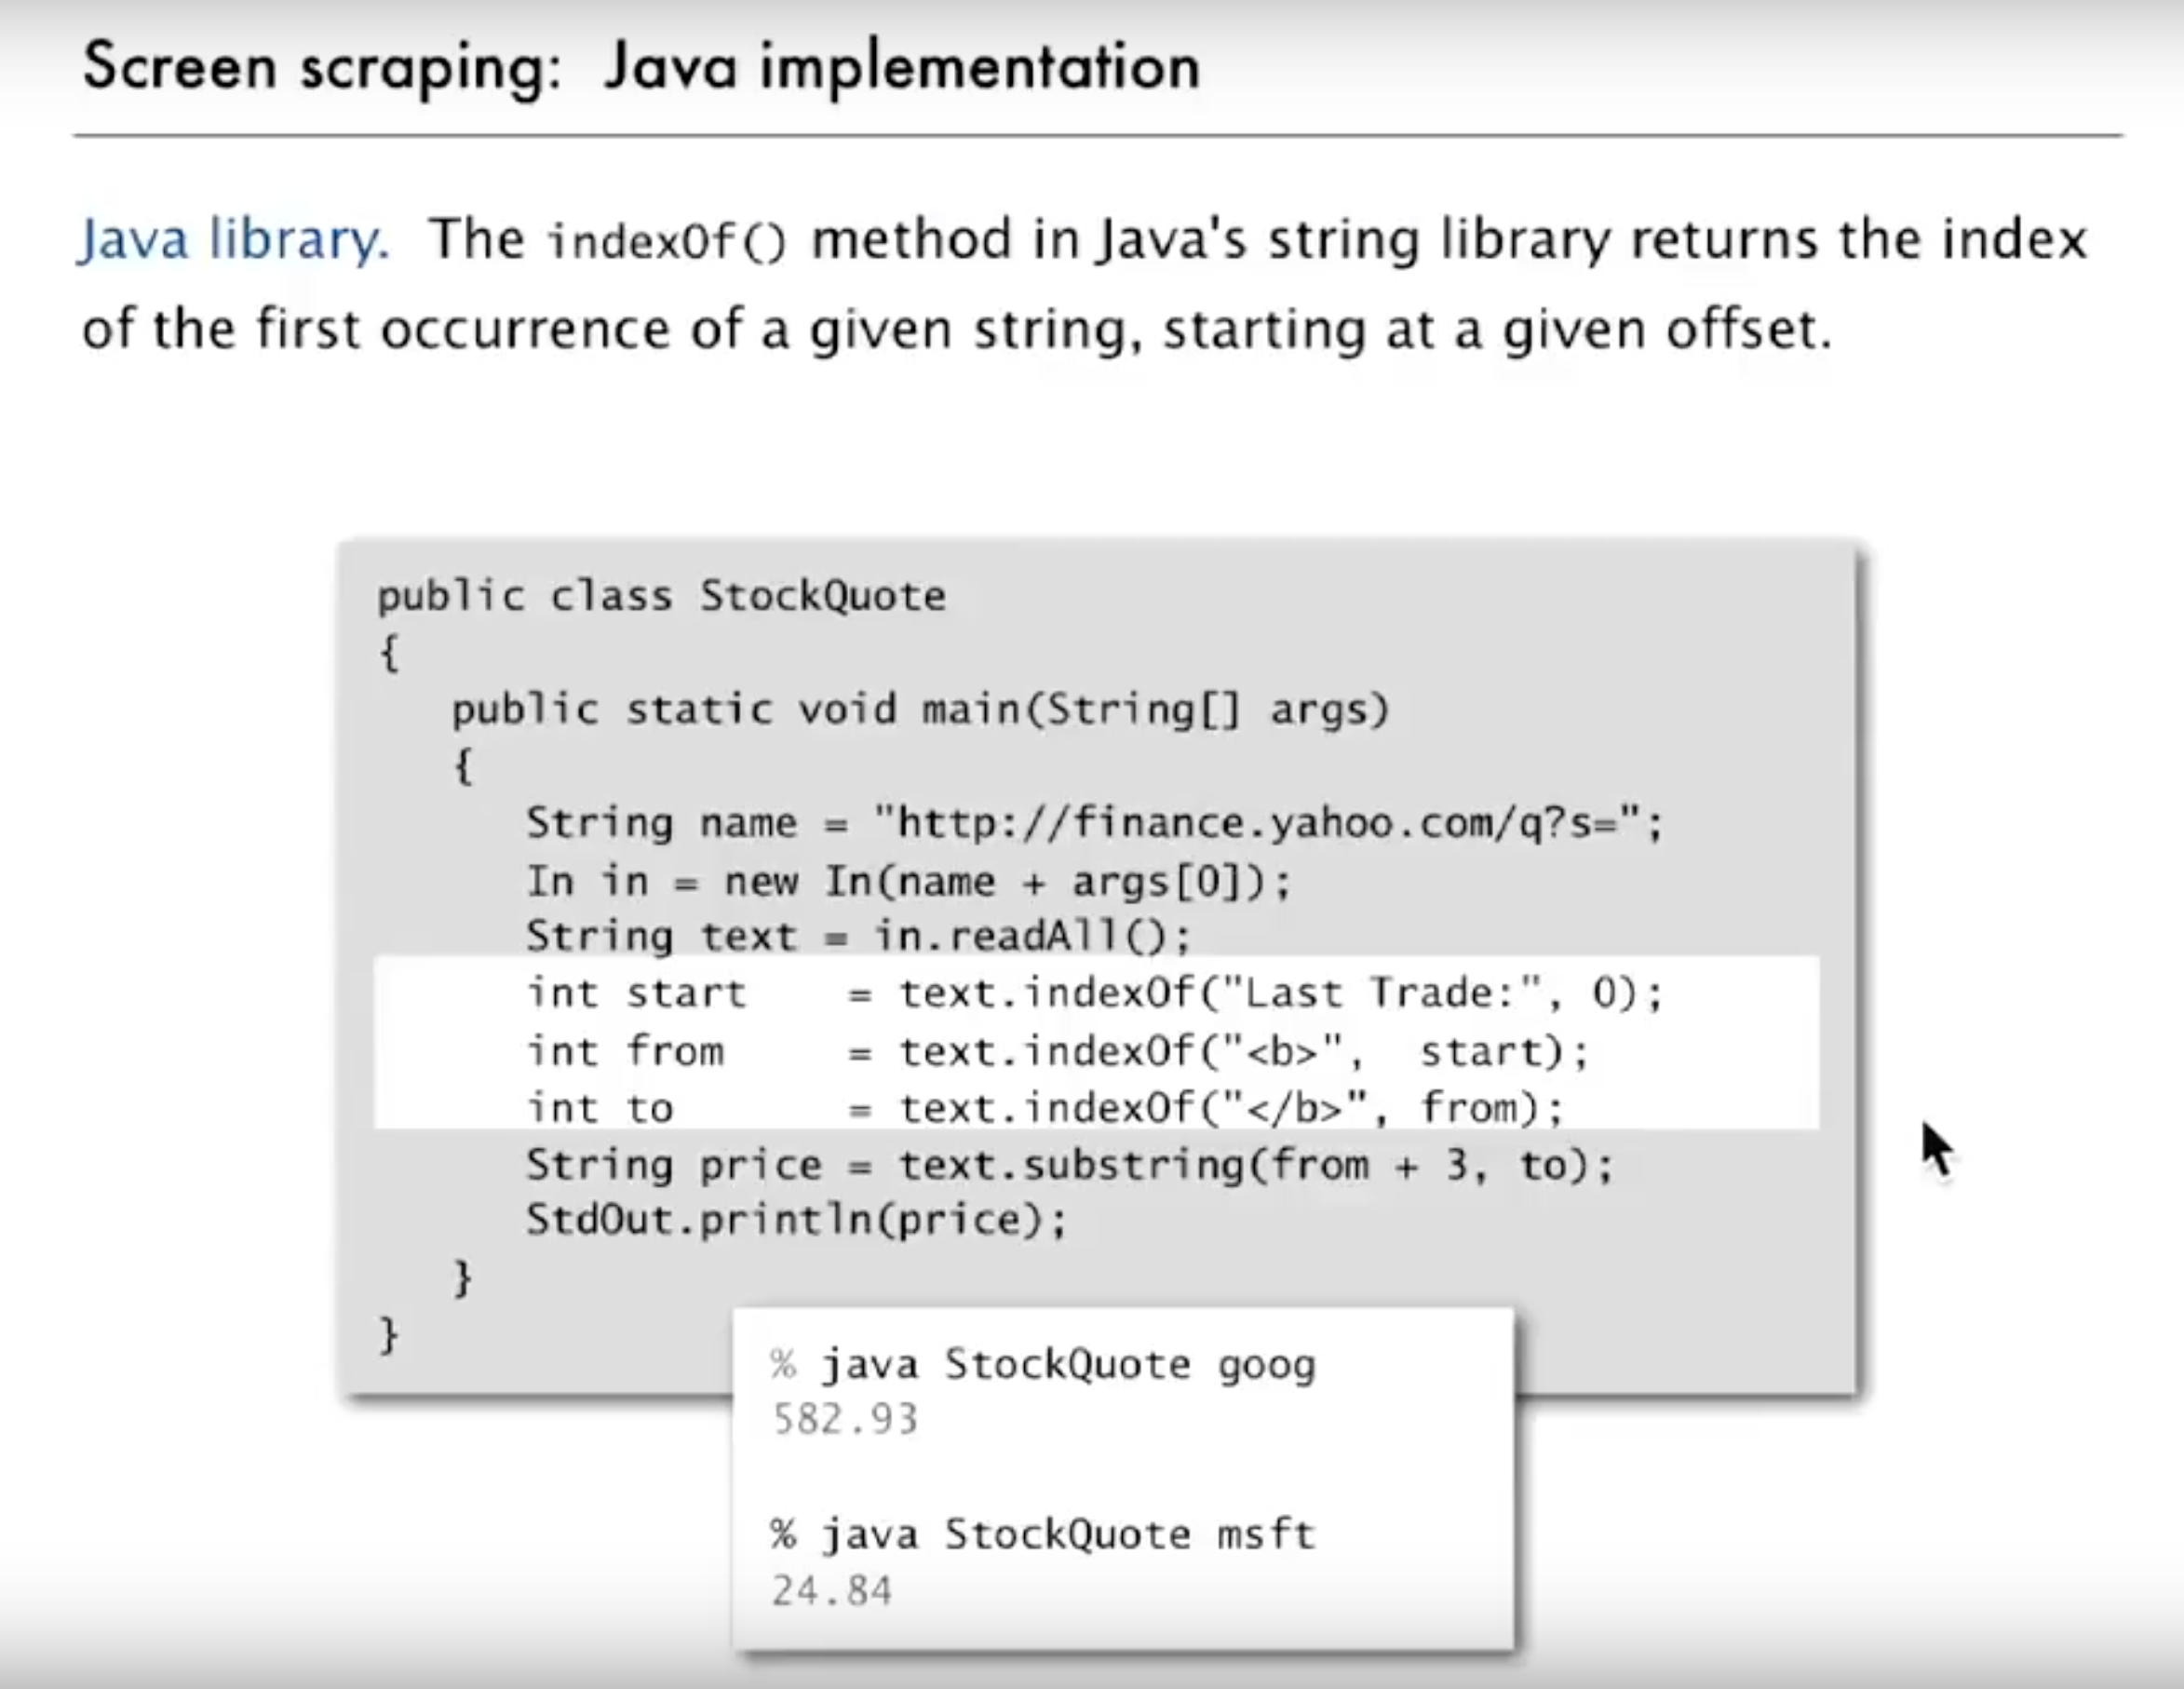 Screen scraping: Java implementation
Java library. The indexOf() method in Java's string library returns the index
of the first occurrence of a given string, starting at a given offset.
public class StockQuote
{
   public static void main(String[] args)
   {
      String name = "http://finance.yahoo.com/q?s=";
      In in = new In(name + args[0]);
      String text = in.readAll();
      int start    = text.indexOf("Last Trade:", 0);
      int from     = text.indexOf("<b>",  start);
      int to       = text.indexOf("</b>", from);
      String price = text.substring(from + 3, to);
      StdOut.println(price);
   }
}
% java StockQuote goog
582.93
% java StockQuote msft
24.84